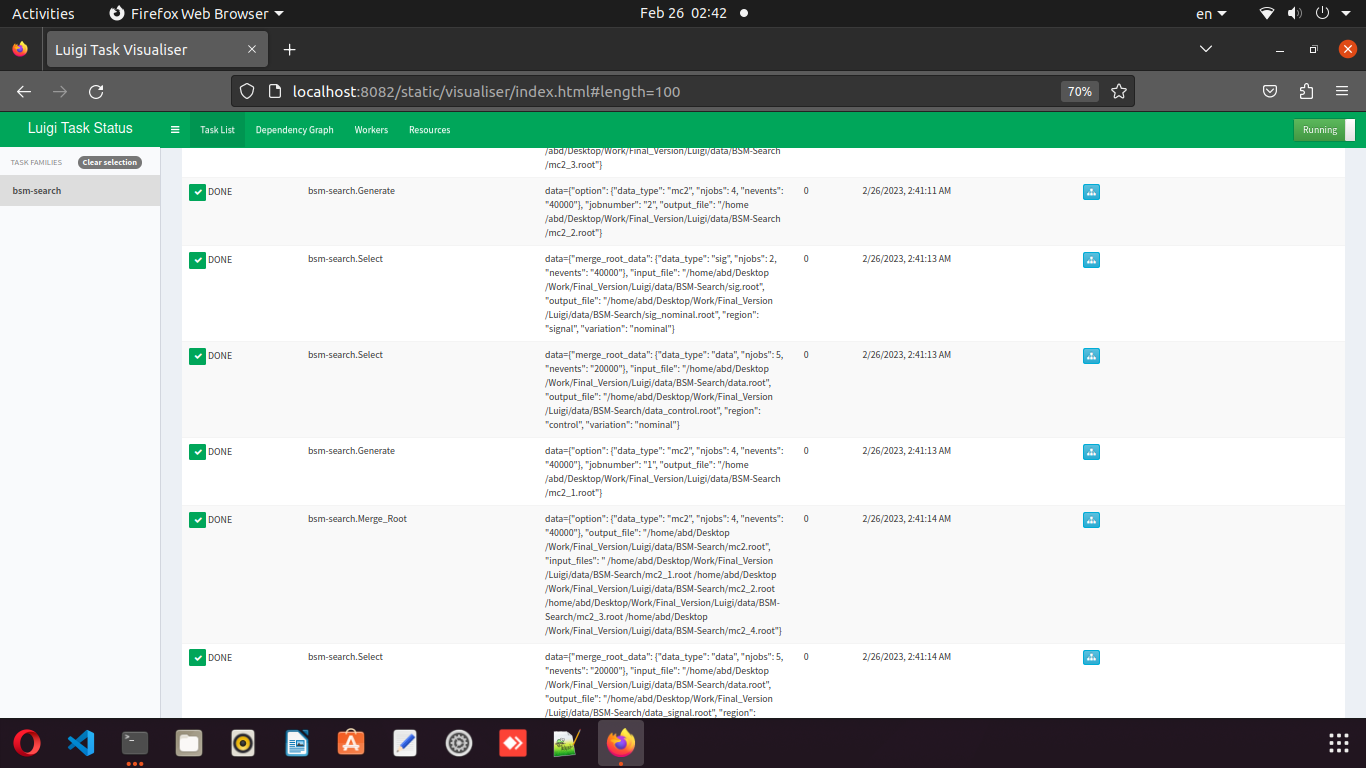 Activities
Firefox Web Browser
Feb 26 02:42
en
Luigi Task Visualiser
localhost:8082/static/visualiser/index.html#length=100
70%
Luigi Task Status
Task List
Dependency Graph
Workers
Resources
Running
TASK FAMILIES
Clear selection
bsm-search
/abd/Desktop/Work/Final_Version/Luigi/data/BSM-Search
/mc2_3.root"}
DONE
bsm-search.Generate
data={"option": {"data_type": "mc2", "njobs": 4, "nevents":
"40000"}, "jobnumber": "2", "output_file": "/home
/abd/Desktop/Work/Final_Version/Luigi/data/BSM-Search
/mc2_2.root"}
0
2/26/2023, 2:41:11 AM
DONE
bsm-search.Select
data={"merge_root_data": {"data_type": "sig", "njobs": 2,
"nevents": "40000"}, "input_file": "/home/abd/Desktop
/Work/Final_Version/Luigi/data/BSM-Search/sig.root",
"output_file": "/home/abd/Desktop/Work/Final_Version
/Luigi/data/BSM-Search/sig_nominal.root", "region":
"signal", "variation": "nominal"}
0
2/26/2023, 2:41:13 AM
DONE
bsm-search.Select
data={"merge_root_data": {"data_type": "data", "njobs": 5,
"nevents": "20000"}, "input_file": "/home/abd/Desktop
/Work/Final_Version/Luigi/data/BSM-Search/data.root",
"output_file": "/home/abd/Desktop/Work/Final_Version
/Luigi/data/BSM-Search/data_control.root", "region":
"control", "variation": "nominal"}
0
2/26/2023, 2:41:13 AM
DONE
bsm-search.Generate
data={"option": {"data_type": "mc2", "njobs": 4, "nevents":
"40000"}, "jobnumber": "1", "output_file": "/home
/abd/Desktop/Work/Final_Version/Luigi/data/BSM-Search
/mc2_1.root"}
0
2/26/2023, 2:41:13 AM
DONE
bsm-search.Merge_Root
data={"option": {"data_type": "mc2", "njobs": 4, "nevents":
"40000"}, "output_file": "/home/abd/Desktop
/Work/Final_Version/Luigi/data/BSM-Search/mc2.root",
"input_files": " /home/abd/Desktop/Work/Final_Version
/Luigi/data/BSM-Search/mc2_1.root /home/abd/Desktop
/Work/Final_Version/Luigi/data/BSM-Search/mc2_2.root
/home/abd/Desktop/Work/Final_Version/Luigi/data/BSM-
Search/mc2_3.root /home/abd/Desktop
/Work/Final_Version/Luigi/data/BSM-Search/mc2_4.root"}
0
2/26/2023, 2:41:14 AM
DONE
bsm-search.Select
data={"merge_root_data": {"data_type": "data", "njobs": 5,
"nevents": "20000"}, "input_file": "/home/abd/Desktop
/Work/Final_Version/Luigi/data/BSM-Search/data.root",
"output_file": "/home/abd/Desktop/Work/Final_Version
/Luigi/data/BSM-Search/data_signal.root", "region":
0
2/26/2023, 2:41:14 AM